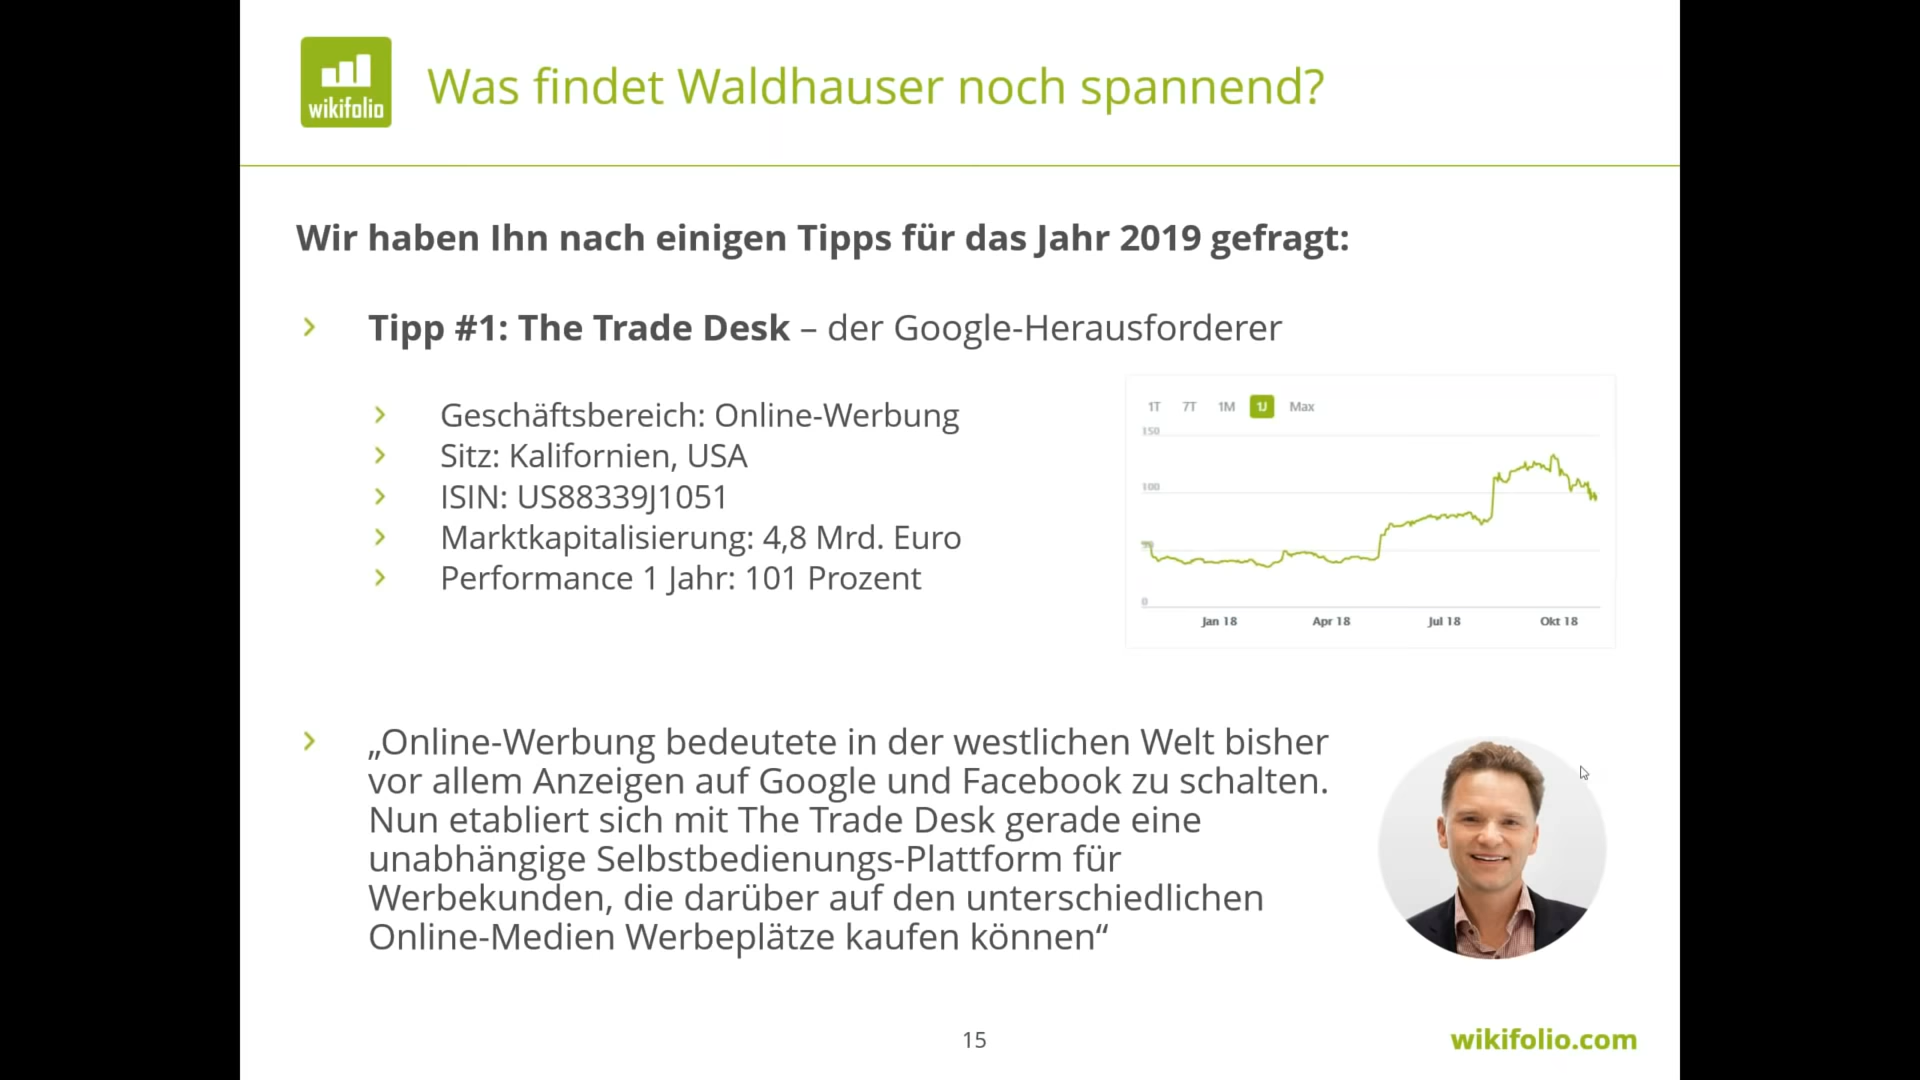 wikifolio
Was findet Waldhauser noch spannend?
Wir haben Ihn nach einigen Tipps für das Jahr 2019 gefragt:
Tipp #1: The Trade Desk – der Google-Herausforderer
Geschäftsbereich: Online-Werbung
Sitz: Kalifornien, USA
ISIN: US88339J1051
Marktkapitalisierung: 4,8 Mrd. Euro
Performance 1 Jahr: 101 Prozent
1T 7T 1M 1J Max
150
100
50
0
Jan 18 Apr 18 Jul 18 Okt 18
„Online-Werbung bedeutete in der westlichen Welt bisher
vor allem Anzeigen auf Google und Facebook zu schalten.
Nun etabliert sich mit The Trade Desk gerade eine
unabhängige Selbstbedienungs-Plattform für
Werbekunden, die darüber auf den unterschiedlichen
Online-Medien Werbeplätze kaufen können“
15
wikifolio.com